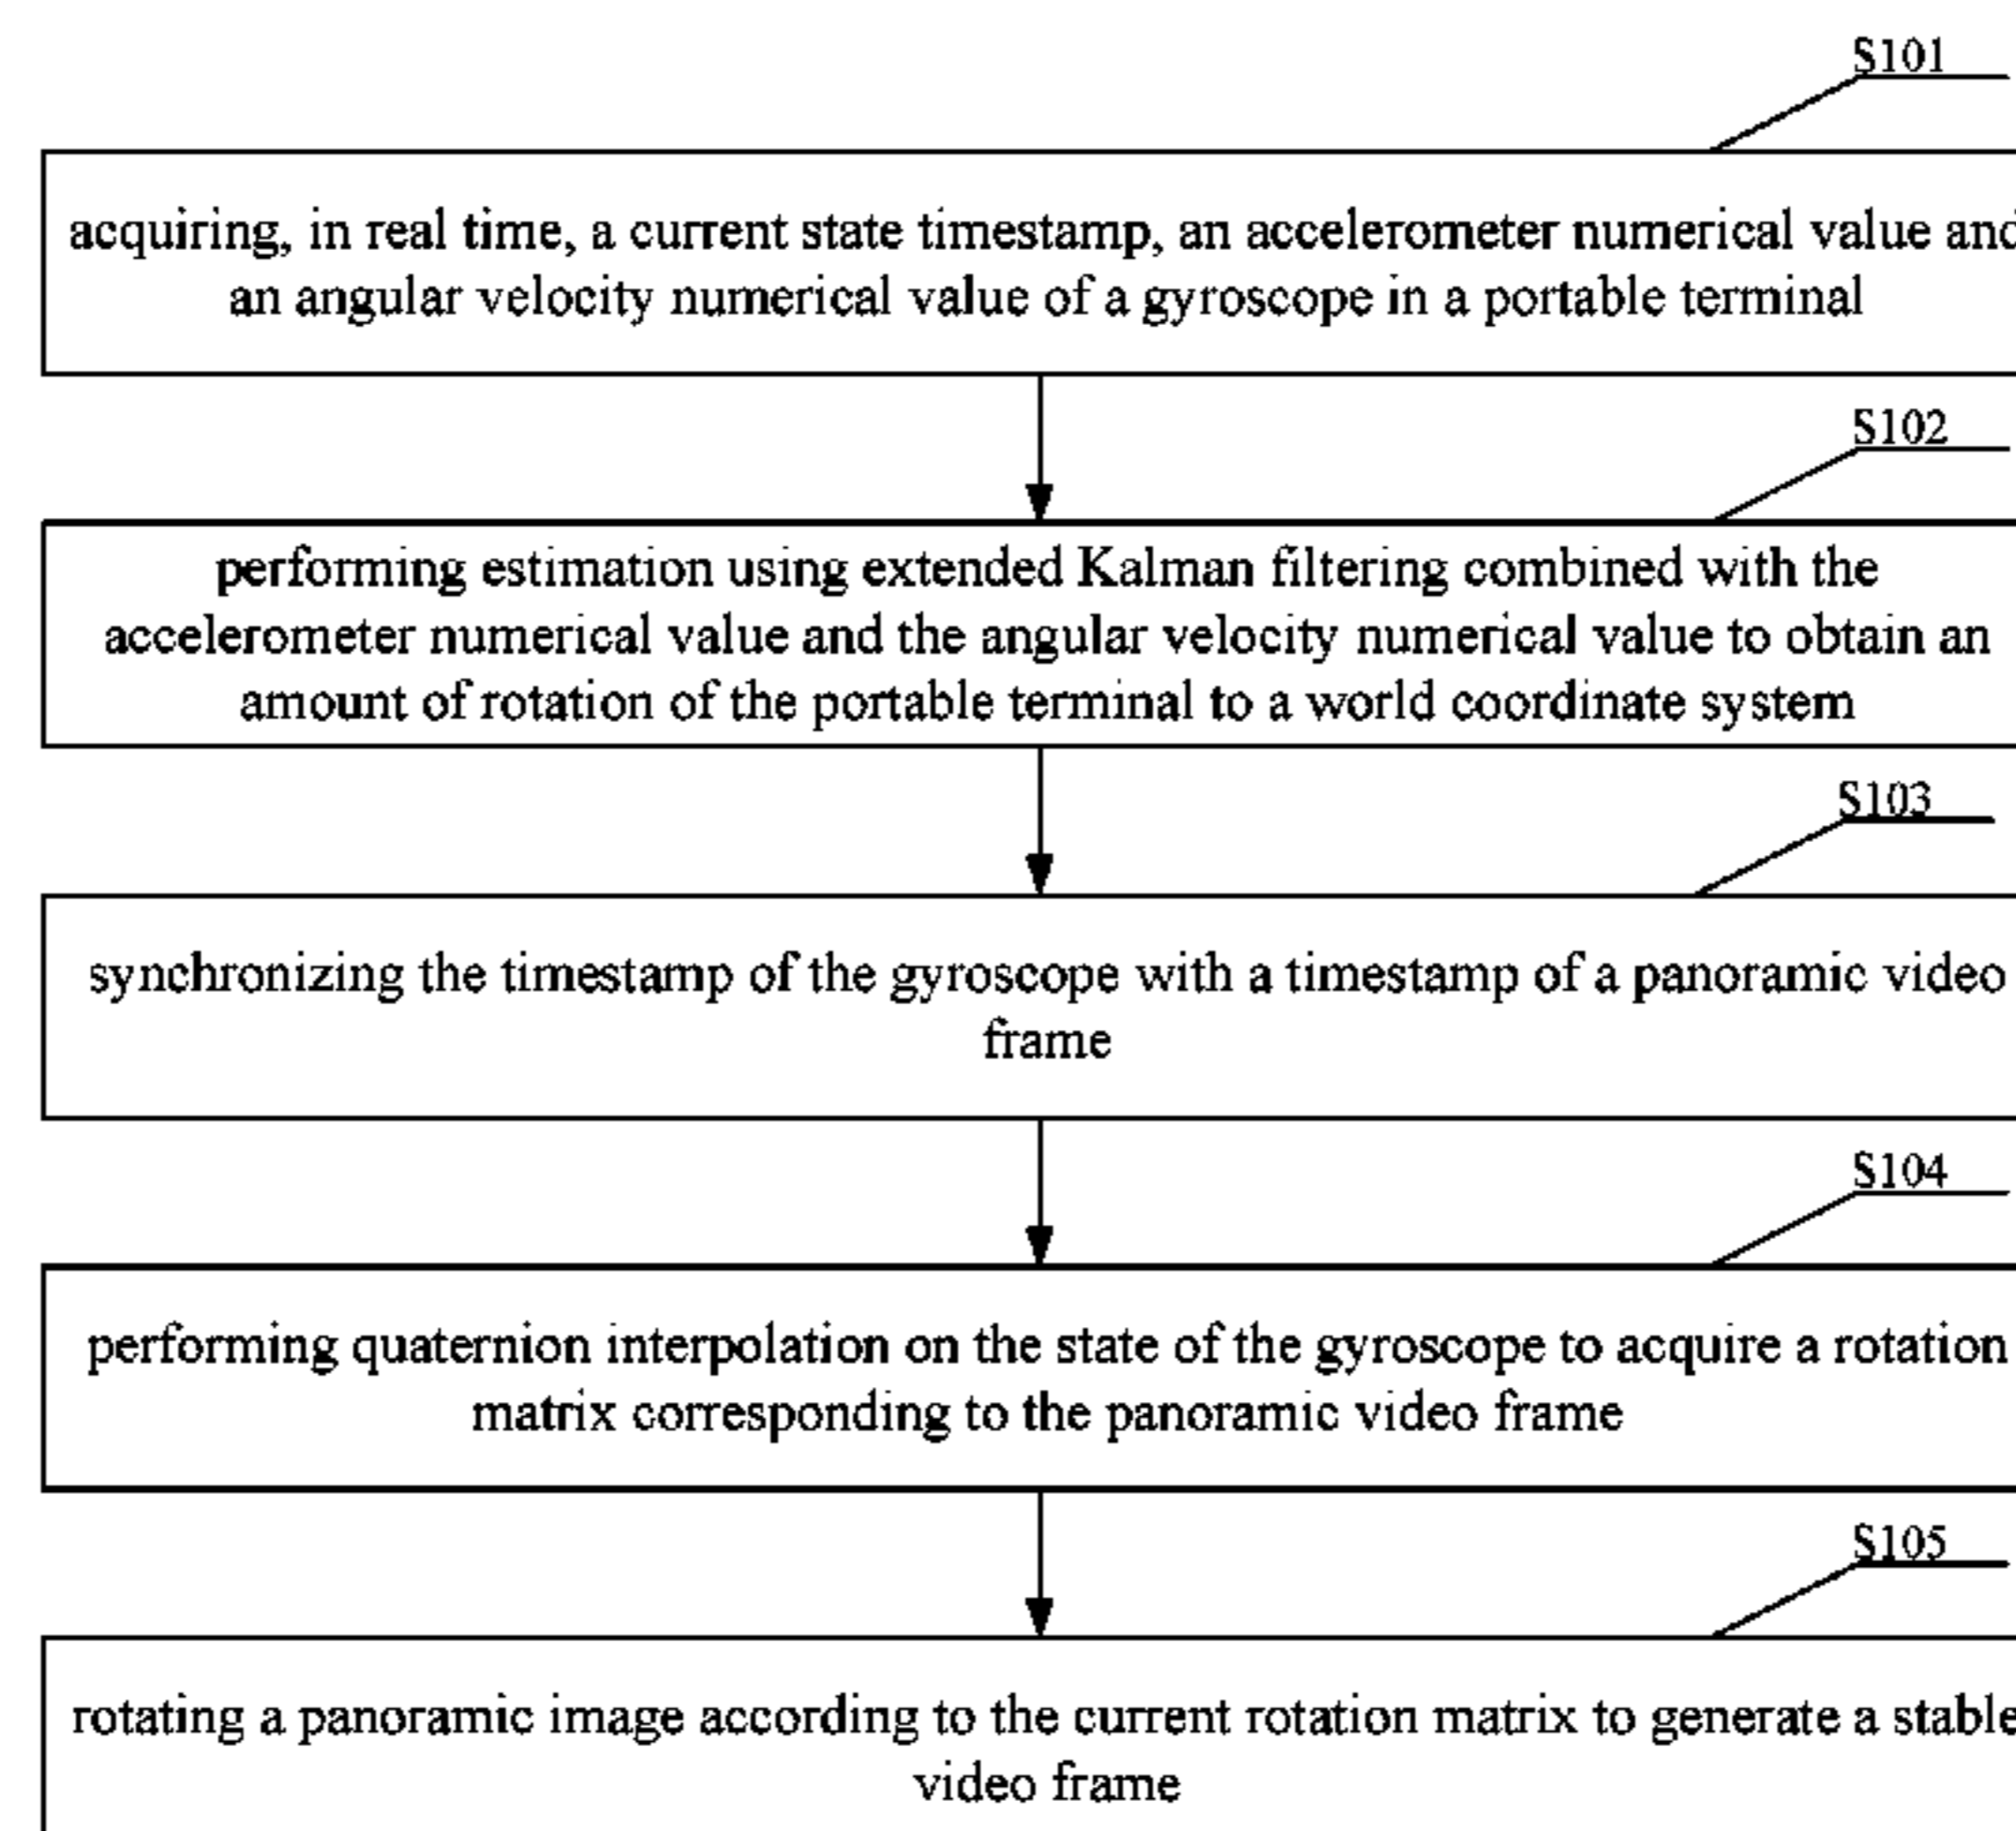 S101
acquiring, in real time, a current state timestamp, an accelerometer numerical value and
an angular velocity numerical value of a gyroscope in a portable terminal
S102
performing estimation using extended Kalman filtering combined with the
accelerometer numerical value and the angular velocity numerical value to obtain an
amount of rotation of the portable terminal to a world coordinate system
S103
synchronizing the timestamp of the gyroscope with a timestamp of a panoramic video
frame
S104
performing quaternion interpolation on the state of the gyroscope to acquire a rotation
matrix corresponding to the panoramic video frame
S105
rotating a panoramic image according to the current rotation matrix to generate a stable
video frame